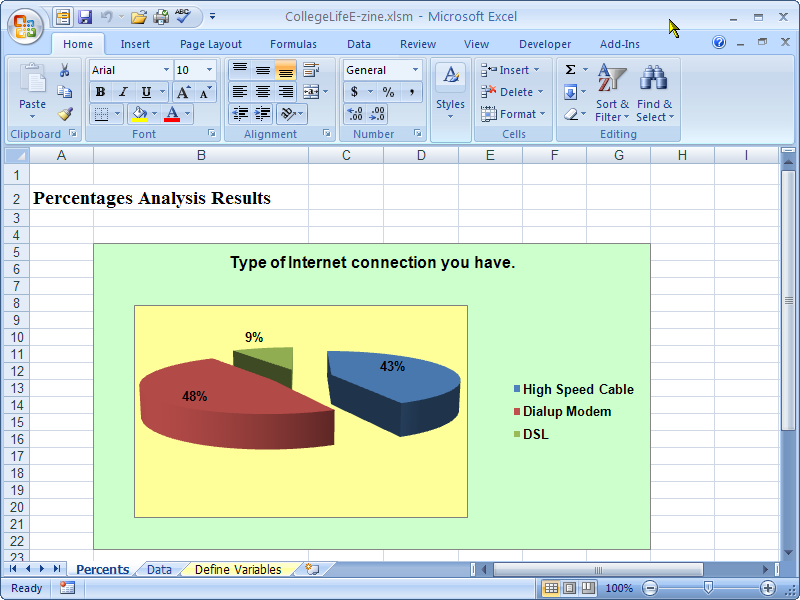 CollegeLifeE-zine.xlsm - Microsoft Excel
Home Insert Page Layout Formulas Data Review View Developer Add-Ins
Arial 10 General Insert Σ
B I U A A $ % , Delete
Paste Styles Format Sort & Filter Find & Select
A .00 .0
Clipboard Font Alignment Number Cells Editing
A B C D E F G H I
1
2 Percentages Analysis Results
3
4
5 Type of Internet connection you have.
6
7
8
9
10 9%
11
12 43%
13 High Speed Cable
14 48% Dialup Modem
15
16 DSL
17
18
19
20
21
22
23
Percents Data Define Variables
Ready 100%